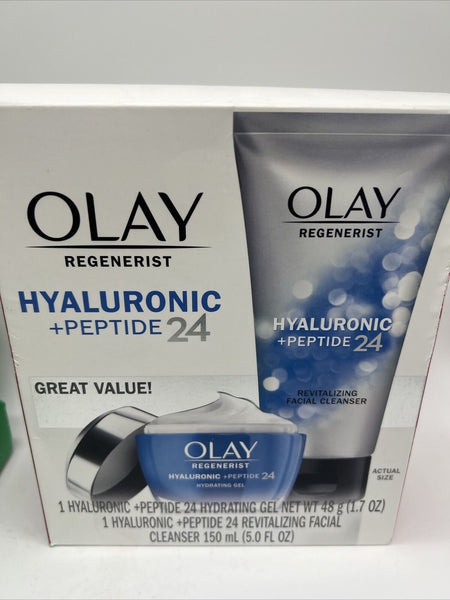 OLAY
REGENERIST
HYALURONIC
+PEPTIDE 24
GREAT VALUE!
OLAY
REGENERIST
HYALURONIC
+PEPTIDE 24
REVITALIZING
FACIAL CLEANSER
OLAY
REGENERIST
HYALURONIC +PEPTIDE 24
HYDRATING GEL
ACTUAL
SIZE
1 HYALURONIC +PEPTIDE 24 HYDRATING GEL NET WT 48 g (1.7 OZ)
1 HYALURONIC +PEPTIDE 24 REVITALIZING FACIAL
CLEANSER 150 mL (5.0 FL OZ)